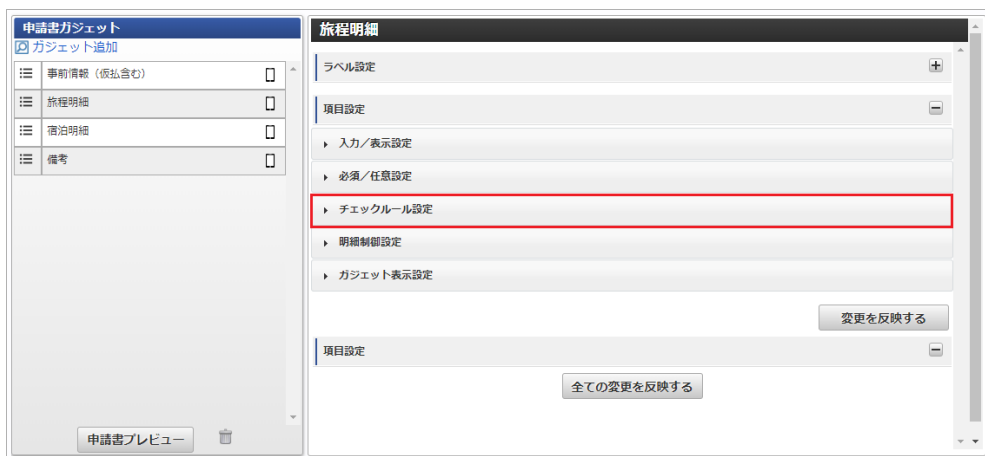 申請書ガジェット
ガジェット追加
事前情報（仮払含む）
旅程明細
宿泊明細
備考
申請書プレビュー
旅程明細
ラベル設定
項目設定
入力／表示設定
必須／任意設定
チェックルール設定
明細制御設定
ガジェット表示設定
変更を反映する
項目設定
全ての変更を反映する